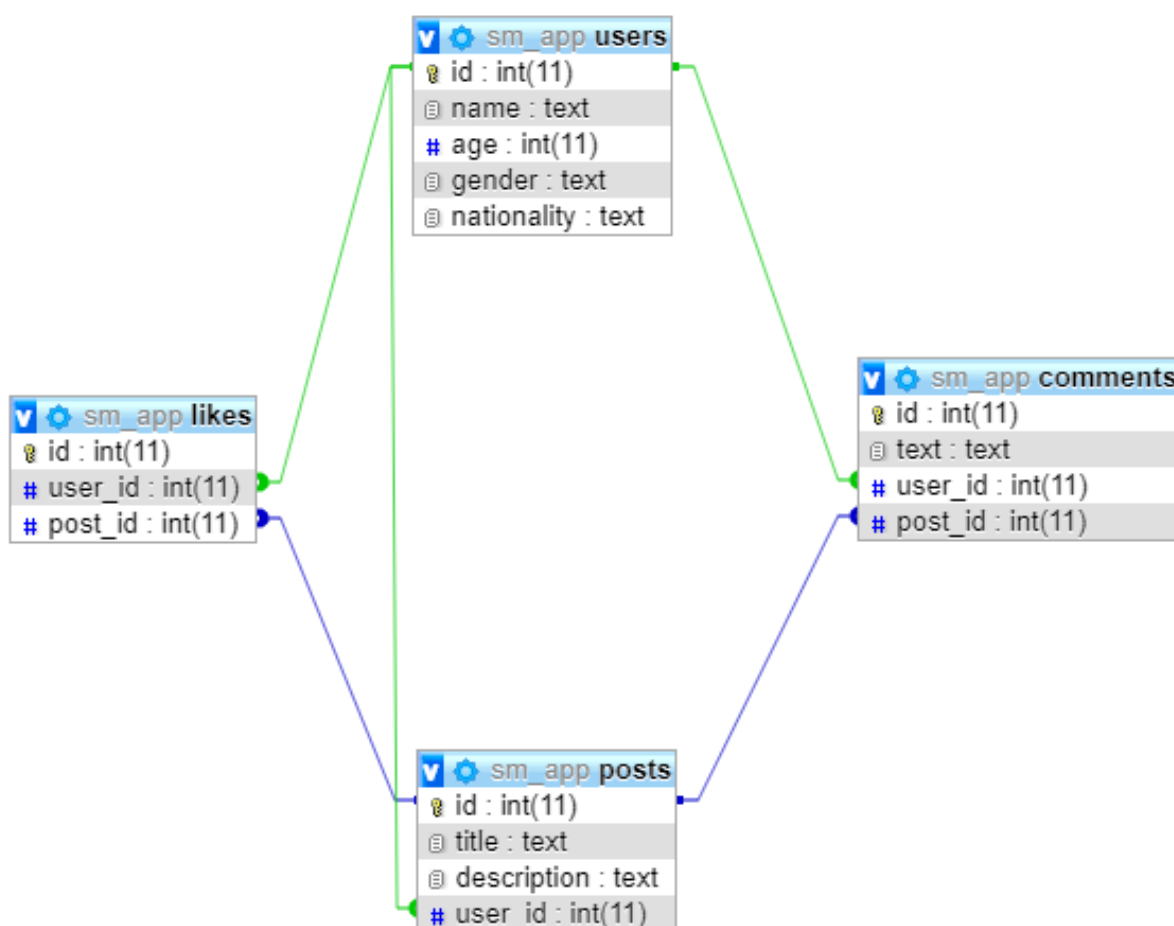 sm_app users
id : int(11)
name : text
age : int(11)
gender : text
nationality : text
sm_app likes
id : int(11)
user_id : int(11)
post_id : int(11)
sm_app comments
id : int(11)
text : text
user_id : int(11)
post_id : int(11)
sm_app posts
id : int(11)
title : text
description : text
user_id : int(11)